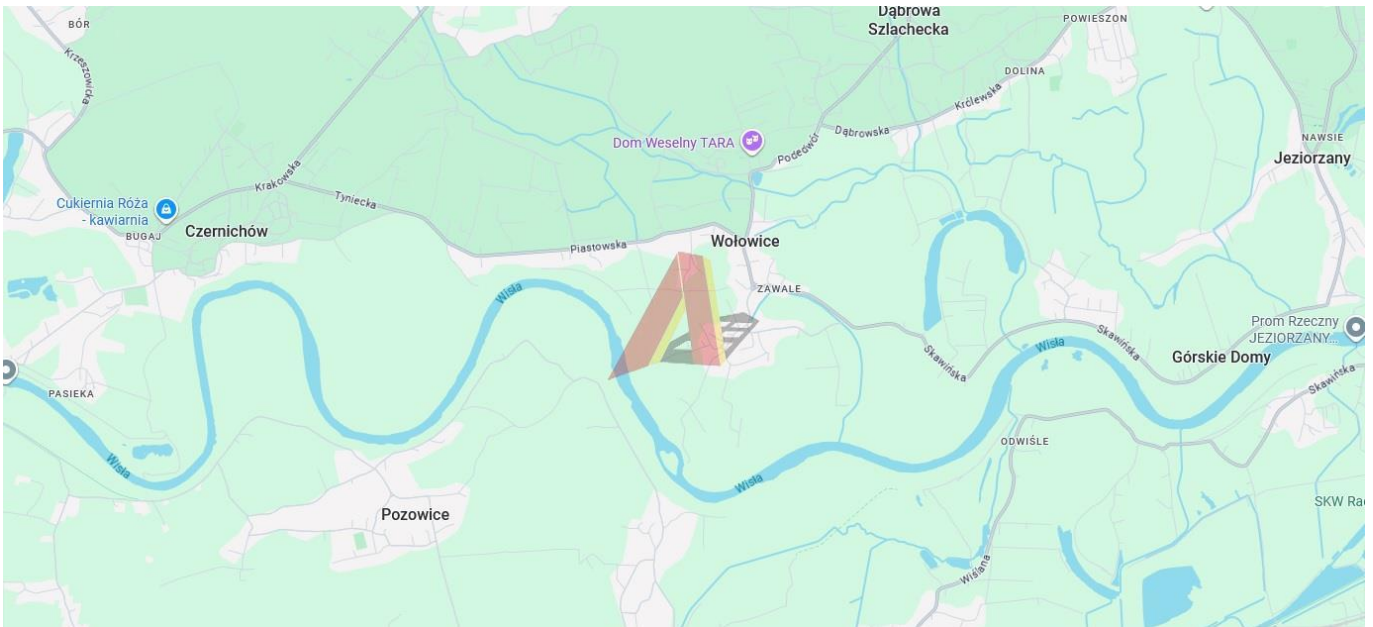 BÓR
Dąbrowa
Szlachecka
POWIESZON
Krzeszowicka
DOLINA
Królewska
Dąbrowska
Dom Weselny TARA
Podedwór
NAWSIE
Jeziorzany
Krakowska
Tyniecka
Cukiernia Róża
- kawiarnia
BUGAJ
Czernichów
Piastowska
Wołowice
ZAWALE
Wisła
Prom Rzeczny
JEZIORZANY...
Skawińska
Wisła
Skawińska
Górskie Domy
Skawińska
PASIEKA
ODWIŚLE
Wisła
Wisła
SKW Rad
Pozowice
Wiślana